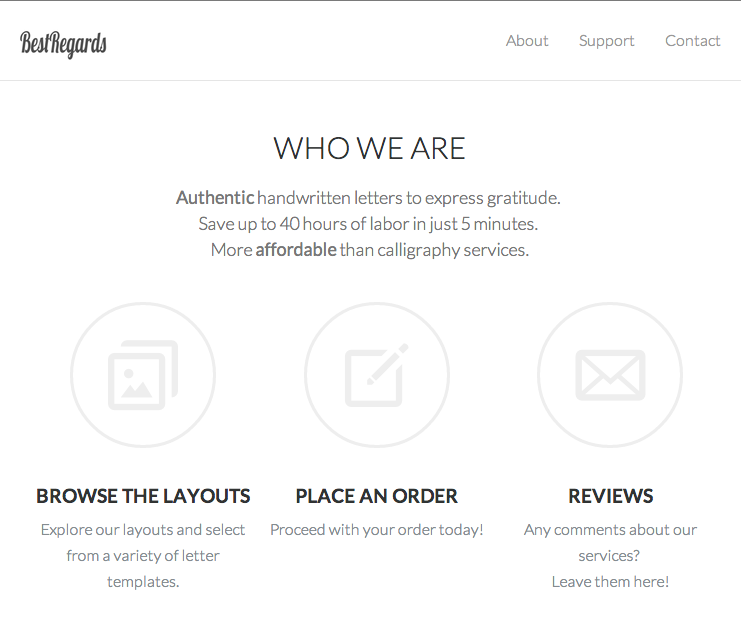 BestRegards
About Support Contact
WHO WE ARE
Authentic handwritten letters to express gratitude.
Save up to 40 hours of labor in just 5 minutes.
More affordable than calligraphy services.
BROWSE THE LAYOUTS
Explore our layouts and select
from a variety of letter
templates.
PLACE AN ORDER
Proceed with your order today!
REVIEWS
Any comments about our
services?
Leave them here!